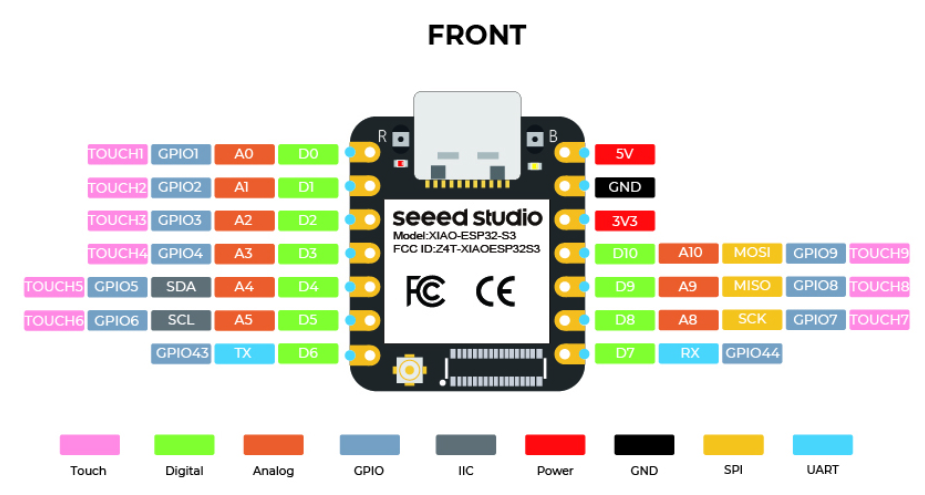 FRONT
R B
TOUCH1 GPIO1 A0 D0 5V
TOUCH2 GPIO2 A1 D1 GND
TOUCH3 GPIO3 A2 D2 3V3
TOUCH4 GPIO4 A3 D3 D10 A10 MOSI GPIO9 TOUCH9
TOUCH5 GPIO5 SDA A4 D4 D9 A9 MISO GPIO8 TOUCH8
TOUCH6 GPIO6 SCL A5 D5 D8 A8 SCK GPIO7 TOUCH7
GPIO43 TX D6 D7 RX GPIO44
seeed studio
Model:XIAO-ESP32-S3
FCC ID:Z4T-XIAOESP32S3
FC CE
Touch Digital Analog GPIO IIC Power GND SPI UART